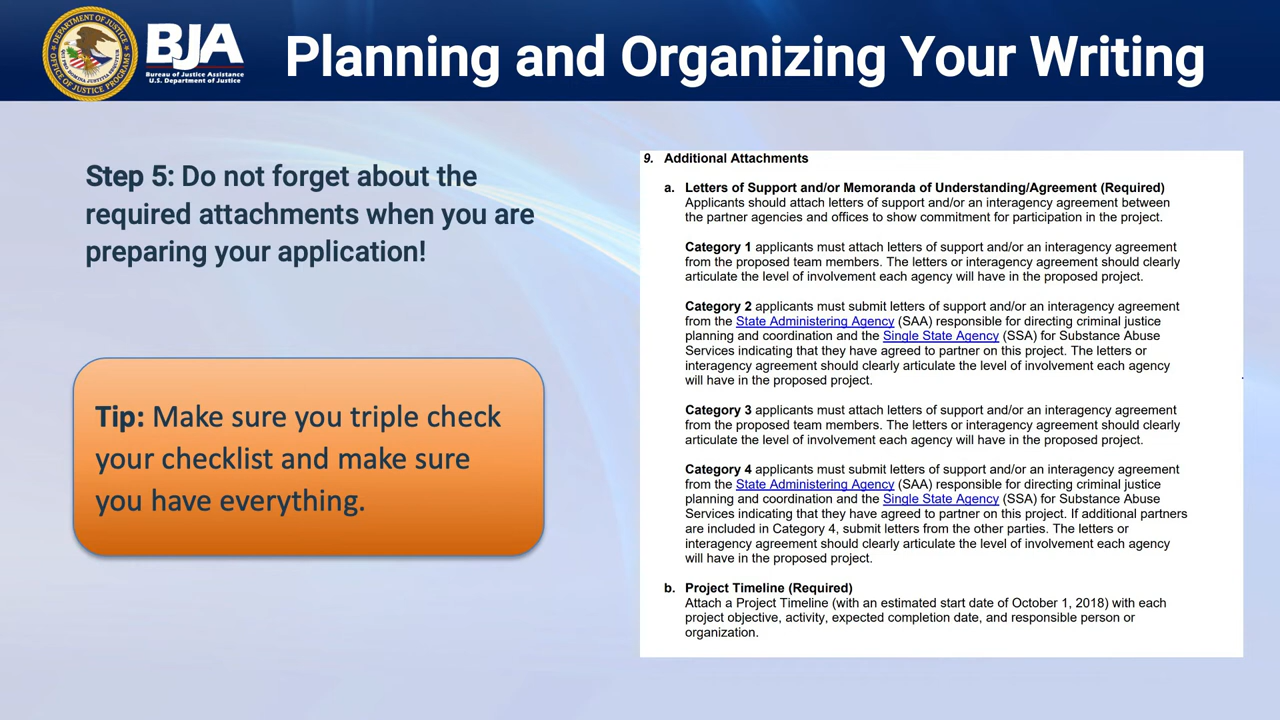 DEPARTMENT OF JUSTICE
OFFICE OF JUSTICE PROGRAMS
BJA
Bureau of Justice Assistance
U.S. Department of Justice
Planning and Organizing Your Writing
Step 5: Do not forget about the
required attachments when you are
preparing your application!
Tip: Make sure you triple check
your checklist and make sure
you have everything.
9. Additional Attachments
a. Letters of Support and/or Memoranda of Understanding/Agreement (Required)
Applicants should attach letters of support and/or an interagency agreement between
the partner agencies and offices to show commitment for participation in the project.
Category 1 applicants must attach letters of support and/or an interagency agreement
from the proposed team members. The letters or interagency agreement should clearly
articulate the level of involvement each agency will have in the proposed project.
Category 2 applicants must submit letters of support and/or an interagency agreement
from the State Administering Agency (SAA) responsible for directing criminal justice
planning and coordination and the Single State Agency (SSA) for Substance Abuse
Services indicating that they have agreed to partner on this project. The letters or
interagency agreement should clearly articulate the level of involvement each agency
will have in the proposed project.
Category 3 applicants must attach letters of support and/or an interagency agreement
from the proposed team members. The letters or interagency agreement should clearly
articulate the level of involvement each agency will have in the proposed project.
Category 4 applicants must submit letters of support and/or an interagency agreement
from the State Administering Agency (SAA) responsible for directing criminal justice
planning and coordination and the Single State Agency (SSA) for Substance Abuse
Services indicating that they have agreed to partner on this project. If additional partners
are included in Category 4, submit letters from the other parties. The letters or
interagency agreement should clearly articulate the level of involvement each agency
will have in the proposed project.
b. Project Timeline (Required)
Attach a Project Timeline (with an estimated start date of October 1, 2018) with each
project objective, activity, expected completion date, and responsible person or
organization.